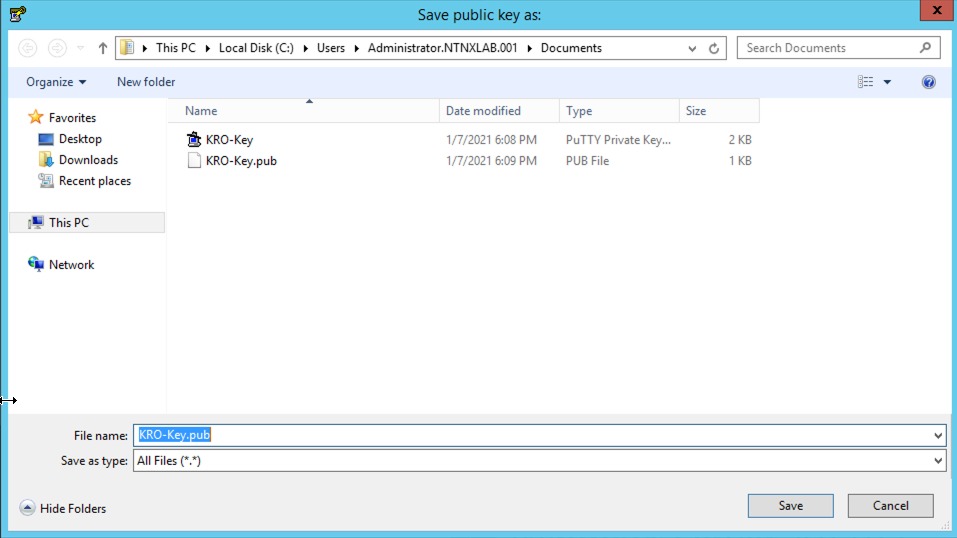 Save public key as:
This PC Local Disk (C:) Users Administrator.NTNXLAB.001 Documents
Search Documents
Organize New folder
Name Date modified Type Size
Favorites
Desktop
Downloads
Recent places
This PC
Network
KRO-Key 1/7/2021 6:08 PM PuTTY Private Key... 2 KB
KRO-Key.pub 1/7/2021 6:09 PM PUB File 1 KB
File name: KRO-Key.pub
Save as type: All Files (*.*)
Hide Folders Save Cancel